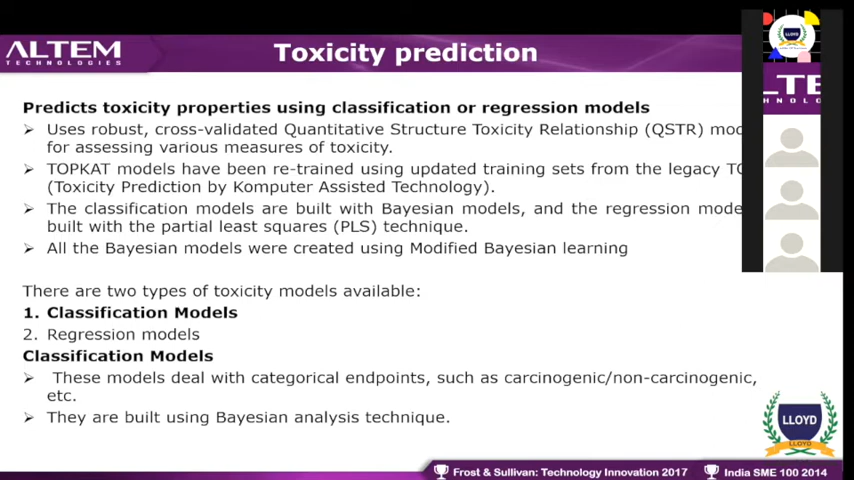 ALTEM
TECHNOLOGIES
Toxicity prediction
LLOYD
Predicts toxicity properties using classification or regression models
Uses robust, cross-validated Quantitative Structure Toxicity Relationship (QSTR)
for assessing various measures of toxicity.
TOPKAT models have been re-trained using updated training sets from the legacy
(Toxicity Prediction by Komputer Assisted Technology).
The classification models are built with Bayesian models, and the regression
built with the partial least squares (PLS) technique.
All the Bayesian models were created using Modified Bayesian learning
There are two types of toxicity models available:
1. Classification Models
2. Regression models
Classification Models
These models deal with categorical endpoints, such as carcinogenic/non-carcinogenic,
etc.
They are built using Bayesian analysis technique.
LLOYD
LLOYD
Frost & Sullivan: Technology Innovation 2017
India SME 100 2014